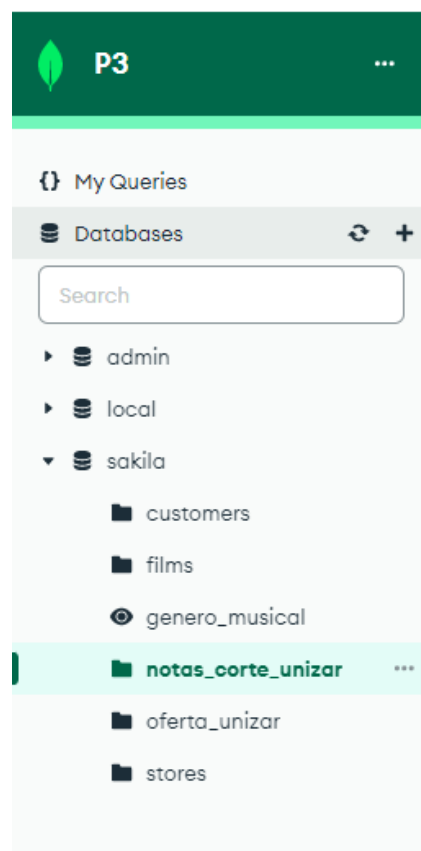 P3
{} My Queries
Databases
Search
admin
local
sakila
customers
films
genero_musical
notas_corte_unizar
oferta_unizar
stores